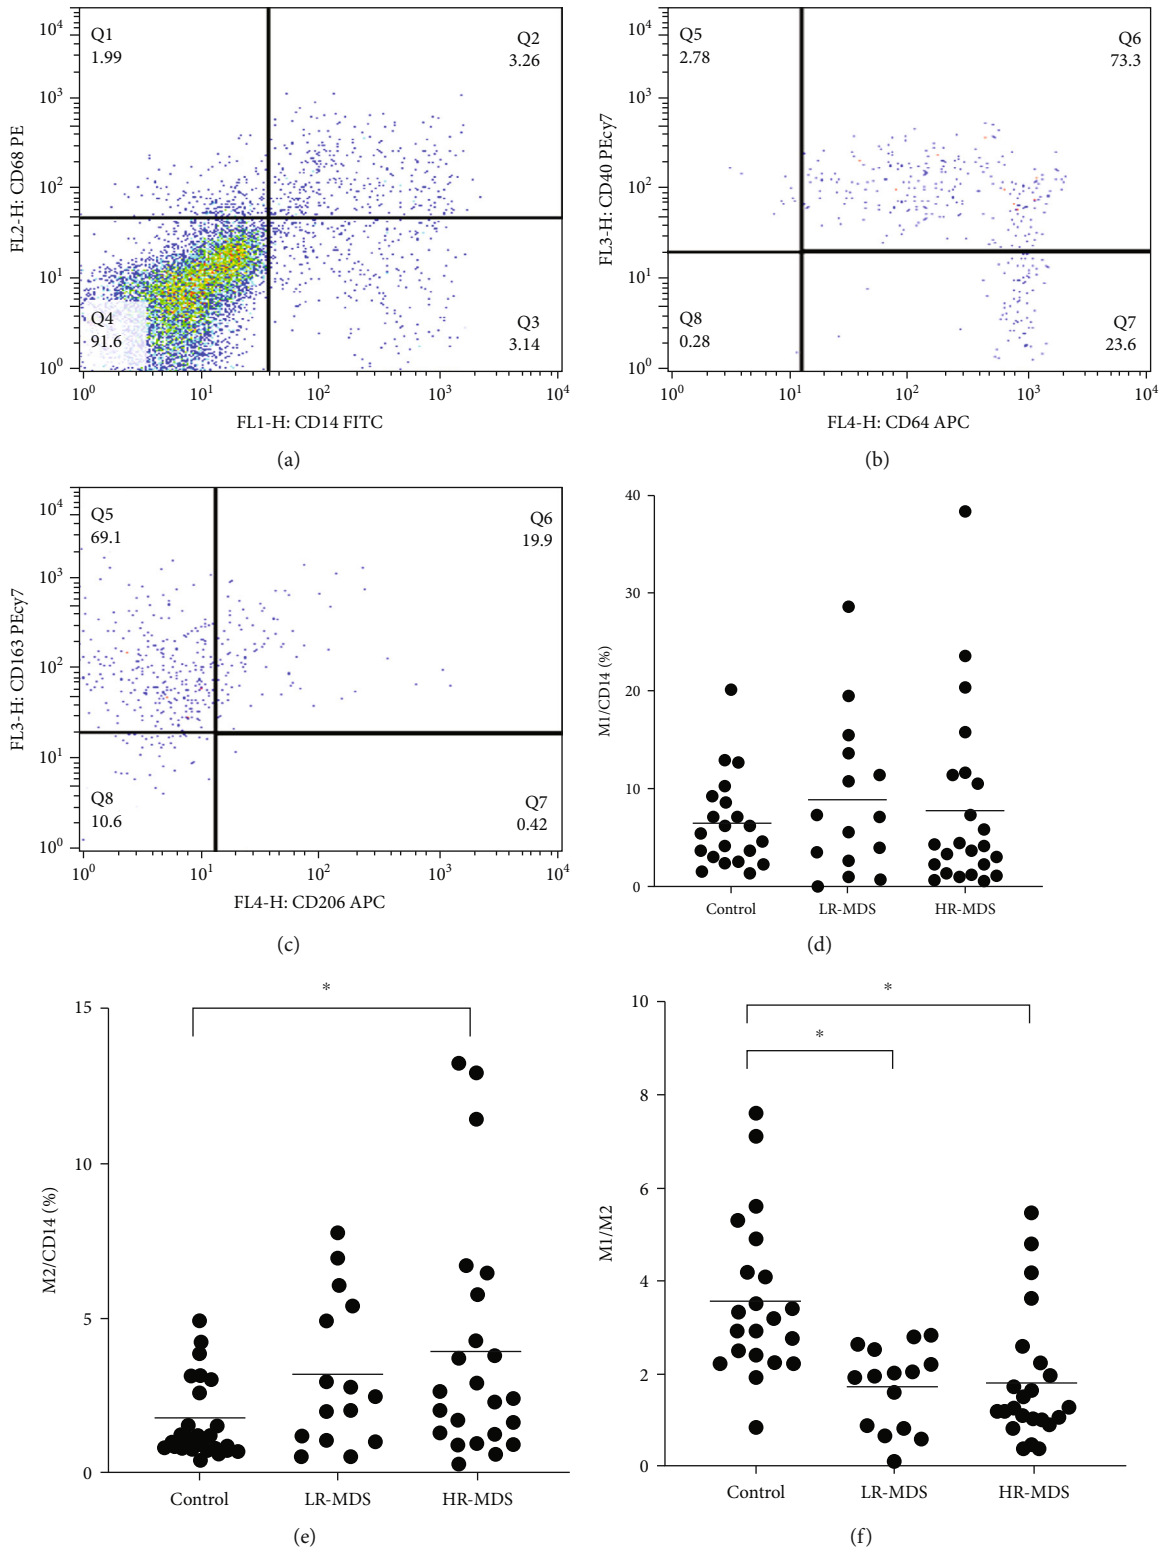 10⁴
10³
10²
10¹
10⁰
FL2-H: CD68 PE
Q1
1.99
Q2
3.26
Q4
91.6
Q3
3.14
10⁰ 10¹ 10² 10³ 10⁴
FL1-H: CD14 FITC
(a)
10⁴
10³
10²
10¹
10⁰
FL3-H: CD40 PEcy7
Q5
2.78
Q6
73.3
Q8
0.28
Q7
23.6
10⁰ 10¹ 10² 10³ 10⁴
FL4-H: CD64 APC
(b)
10⁴
10³
10²
10¹
10⁰
FL3-H: CD163 PEcy7
Q5
69.1
Q6
19.9
Q8
10.6
Q7
0.42
10⁰ 10¹ 10² 10³ 10⁴
FL4-H: CD206 APC
(c)
40
30
20
10
0
M1/CD14 (%)
Control LR-MDS HR-MDS
(d)
15
10
5
0
M2/CD14 (%)
*
Control LR-MDS HR-MDS
(e)
10
8
6
4
2
0
M1/M2
*
*
Control LR-MDS HR-MDS
(f)